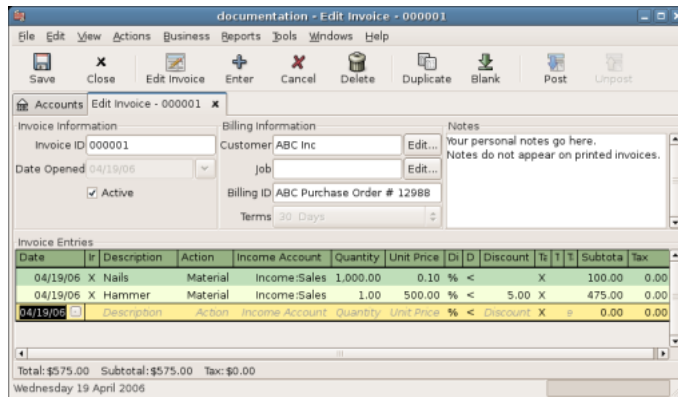 documentation - Edit Invoice - 000001
File Edit View Actions Business Reports Tools Windows Help
Save Close Edit Invoice Enter Cancel Delete Duplicate Blank Post Unpost
Accounts Edit Invoice - 000001 x
Invoice Information Billing Information Notes
Invoice ID 000001 Customer ABC Inc Edit... Your personal notes go here.
Notes do not appear on printed invoices.
Date Opened 04/19/06 Job Edit...
Active Billing ID ABC Purchase Order # 12988
Terms 30 Days
Invoice Entries
Date Ir Description Action Income Account Quantity Unit Price Di D Discount Ta T T Subtota Tax
04/19/06 X Nails Material Income:Sales 1,000.00 0.10 % < X 100.00 0.00
04/19/06 X Hammer Material Income:Sales 1.00 500.00 % < 5.00 X 475.00 0.00
04/19/06 Description Action Income Account Quantity Unit Price % < Discount X e 0.00 0.00
Total: $575.00 Subtotal: $575.00 Tax: $0.00
Wednesday 19 April 2006